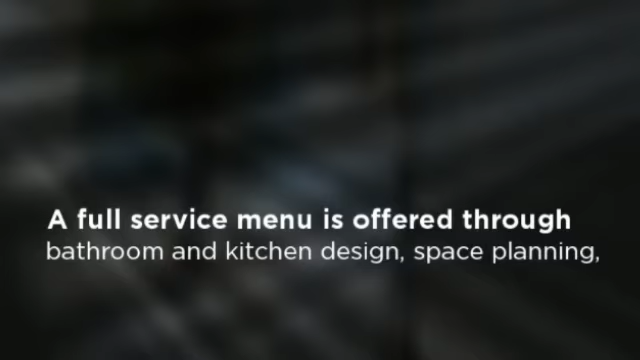 A full service menu is offered through
bathroom and kitchen design, space planning,